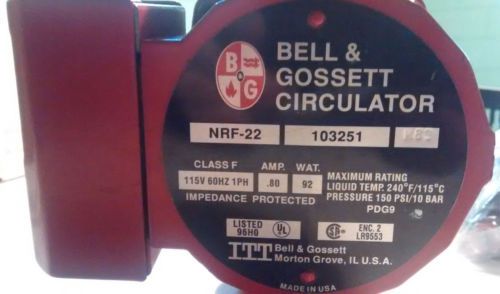 B G
BELL &
GOSSETT
CIRCULATOR
NRF-22 103251
CLASS F AMP. WAT.
115V 60HZ 1PH .80 92
IMPEDANCE PROTECTED
MAXIMUM RATING
LIQUID TEMP. 240°F/115°C
PRESSURE 150 PSI/10 BAR
PDG9
LISTED
96H0
UL
SA
ENC. 2
LR9553
ITT Bell & Gossett
Morton Grove, IL U.S.A.
MADE IN USA